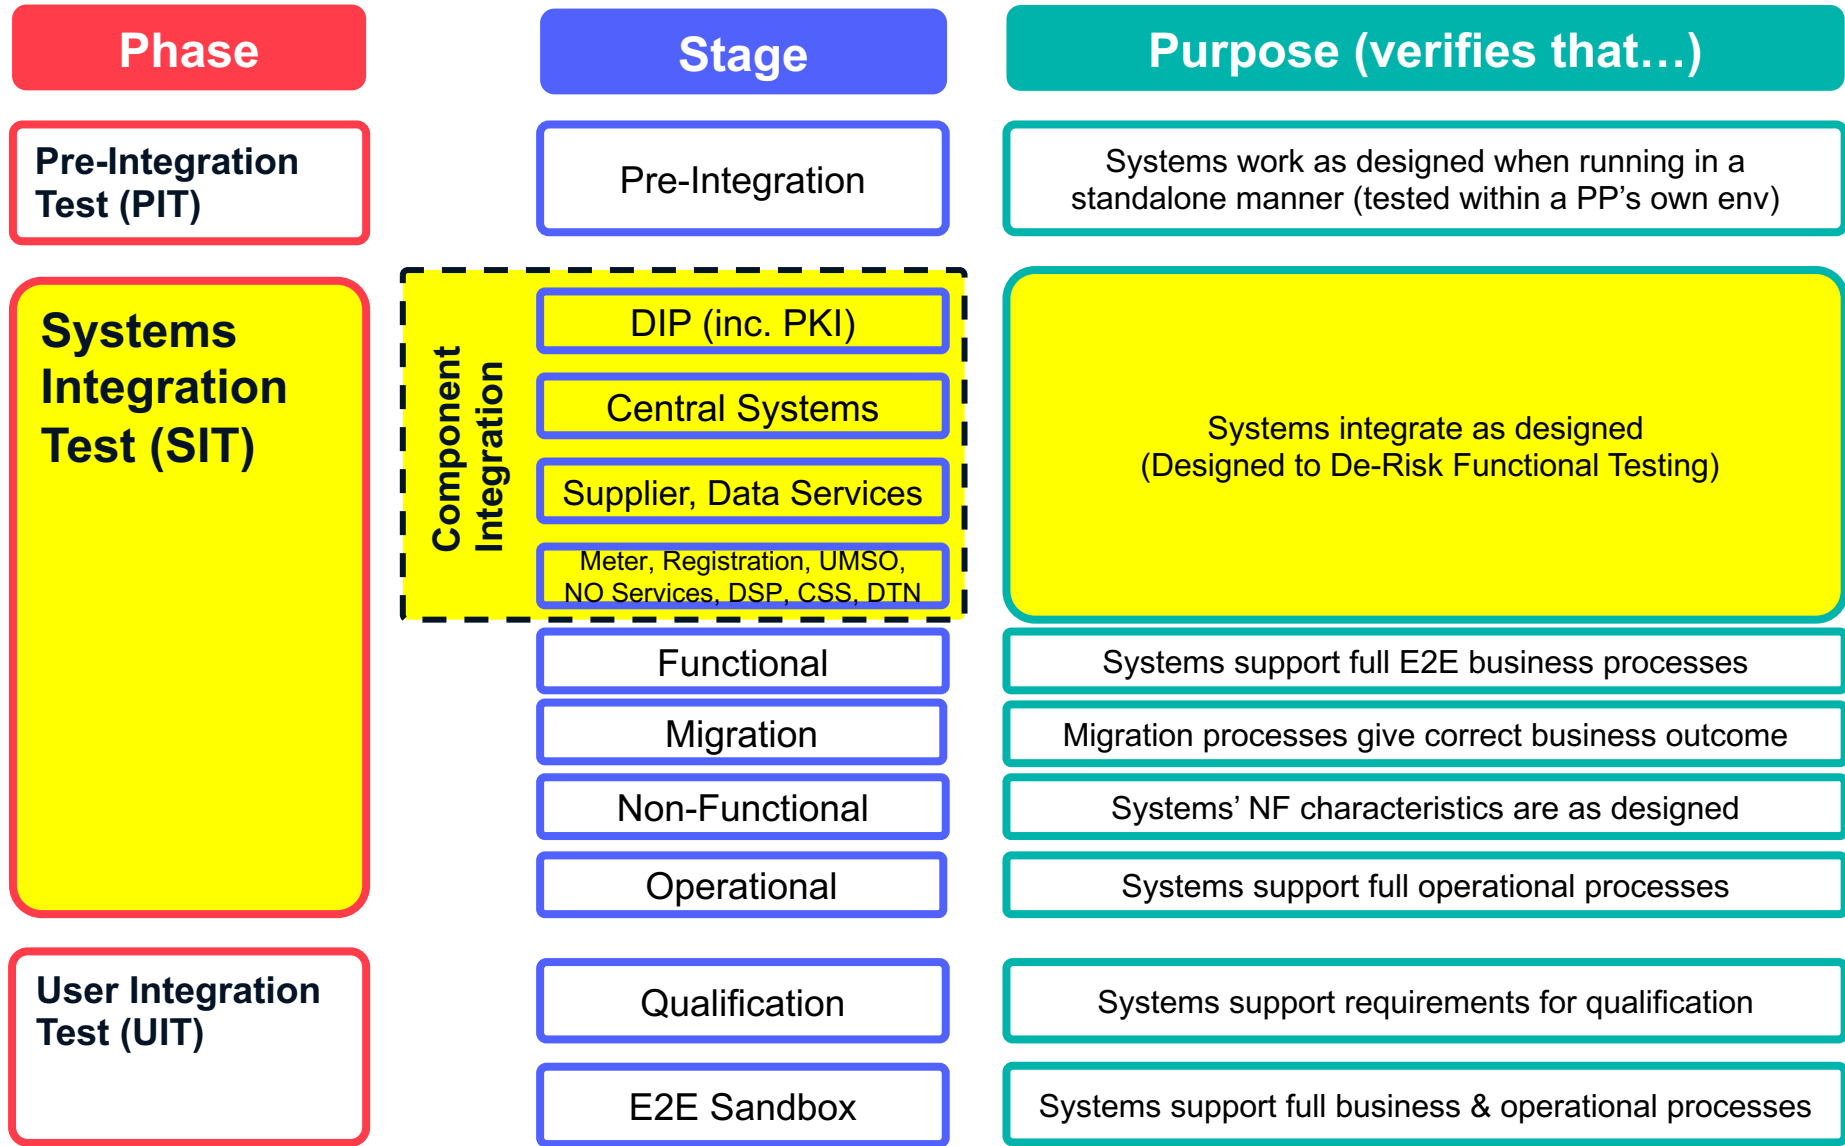 Phase
Stage
Purpose (verifies that…)
Pre-Integration
Test (PIT)
Pre-Integration
Systems work as designed when running in a
standalone manner (tested within a PP’s own env)
Systems
Integration
Test (SIT)
Component
Integration
DIP (inc. PKI)
Central Systems
Supplier, Data Services
Meter, Registration, UMSO,
NO Services, DSP, CSS, DTN
Systems integrate as designed
(Designed to De-Risk Functional Testing)
Functional
Systems support full E2E business processes
Migration
Migration processes give correct business outcome
Non-Functional
Systems’ NF characteristics are as designed
Operational
Systems support full operational processes
User Integration
Test (UIT)
Qualification
Systems support requirements for qualification
E2E Sandbox
Systems support full business & operational processes